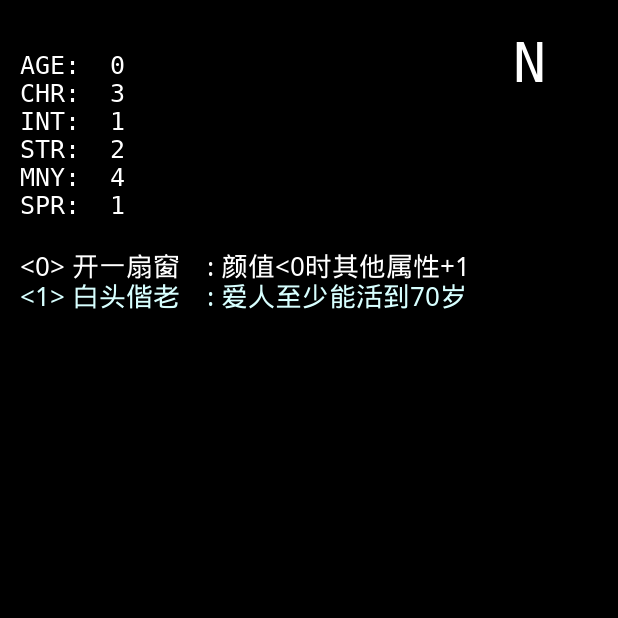 N
AGE: 0
CHR: 3
INT: 1
STR: 2
MNY: 4
SPR: 1
<0> 开一扇窗 : 颜值<0时其他属性+1
<1> 白头偕老 : 爱人至少能活到70岁